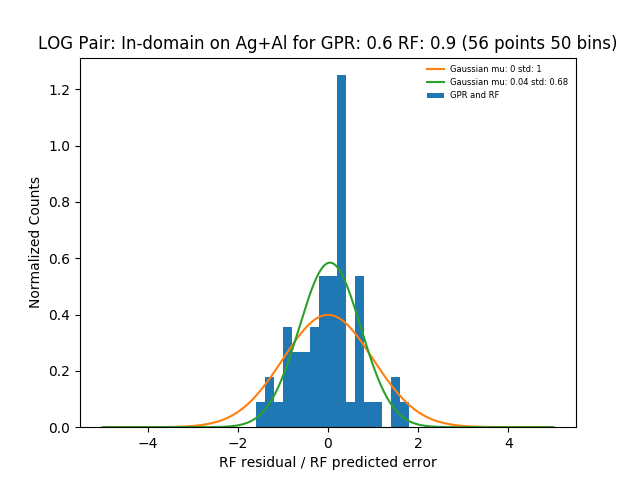 LOG Pair: In-domain on Ag+Al for GPR: 0.6 RF: 0.9 (56 points 50 bins)
Gaussian mu: 0 std: 1
Gaussian mu: 0.04 std: 0.68
GPR and RF
Normalized Counts
1.2
1.0
0.8
0.6
0.4
0.2
0.0
−4
−2
0
2
4
RF residual / RF predicted error